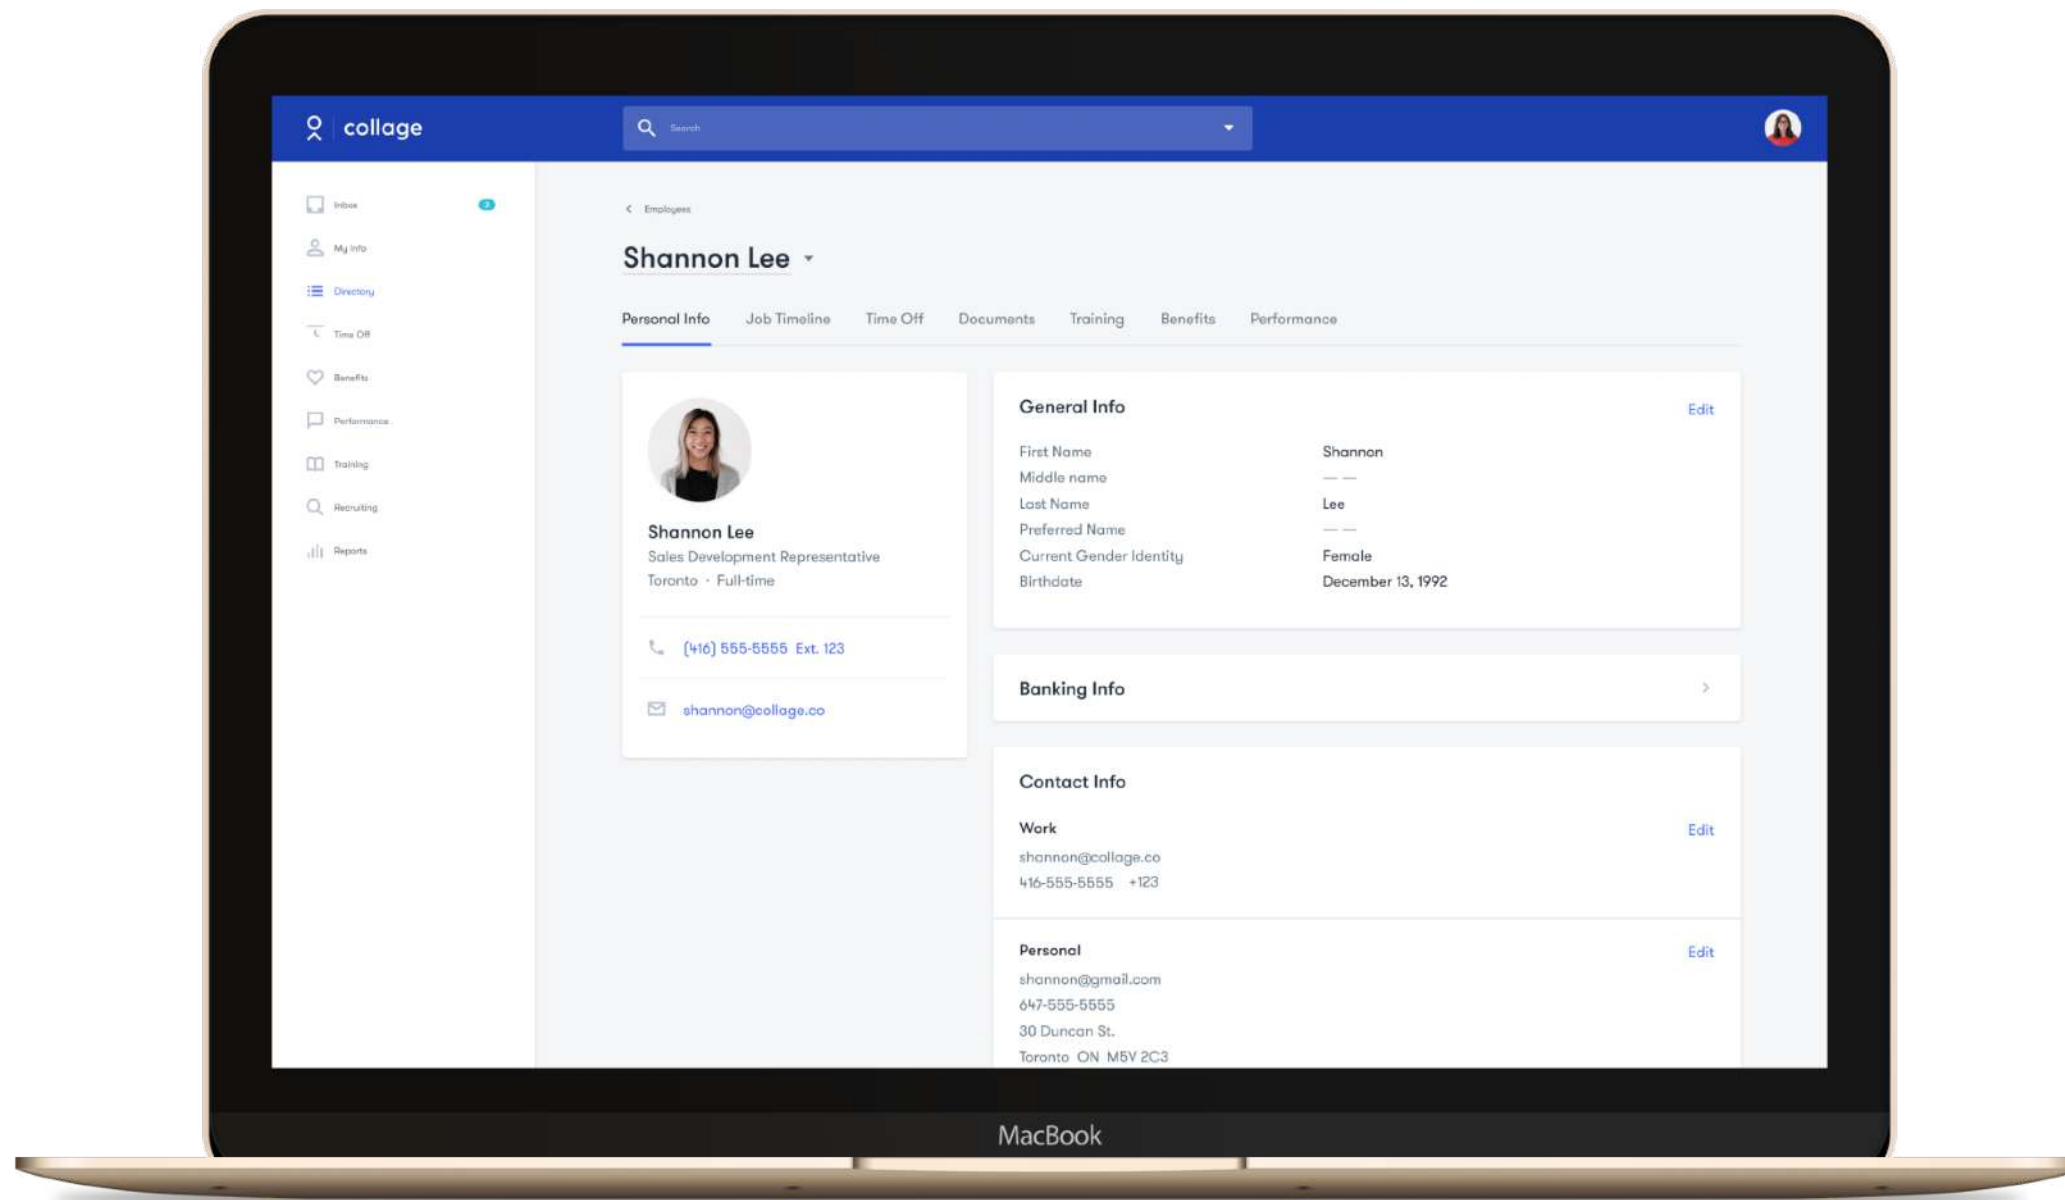 collage
Search
Inbox
My Info
Directory
Time Off
Benefits
Performance
Training
Recruiting
Reports
Employees
Shannon Lee
Personal Info Job Timeline Time Off Documents Training Benefits Performance
Shannon Lee
Sales Development Representative
Toronto · Full-time
(416) 555-5555 Ext. 123
shannon@collage.co
General Info Edit
First Name Shannon
Middle name — —
Last Name Lee
Preferred Name — —
Current Gender Identity Female
Birthdate December 13, 1992
Banking Info
Contact Info
Work Edit
shannon@collage.co
416-555-5555 +123
Personal Edit
shannon@gmail.com
647-555-5555
30 Duncan St.
Toronto ON M5V 2C3
MacBook